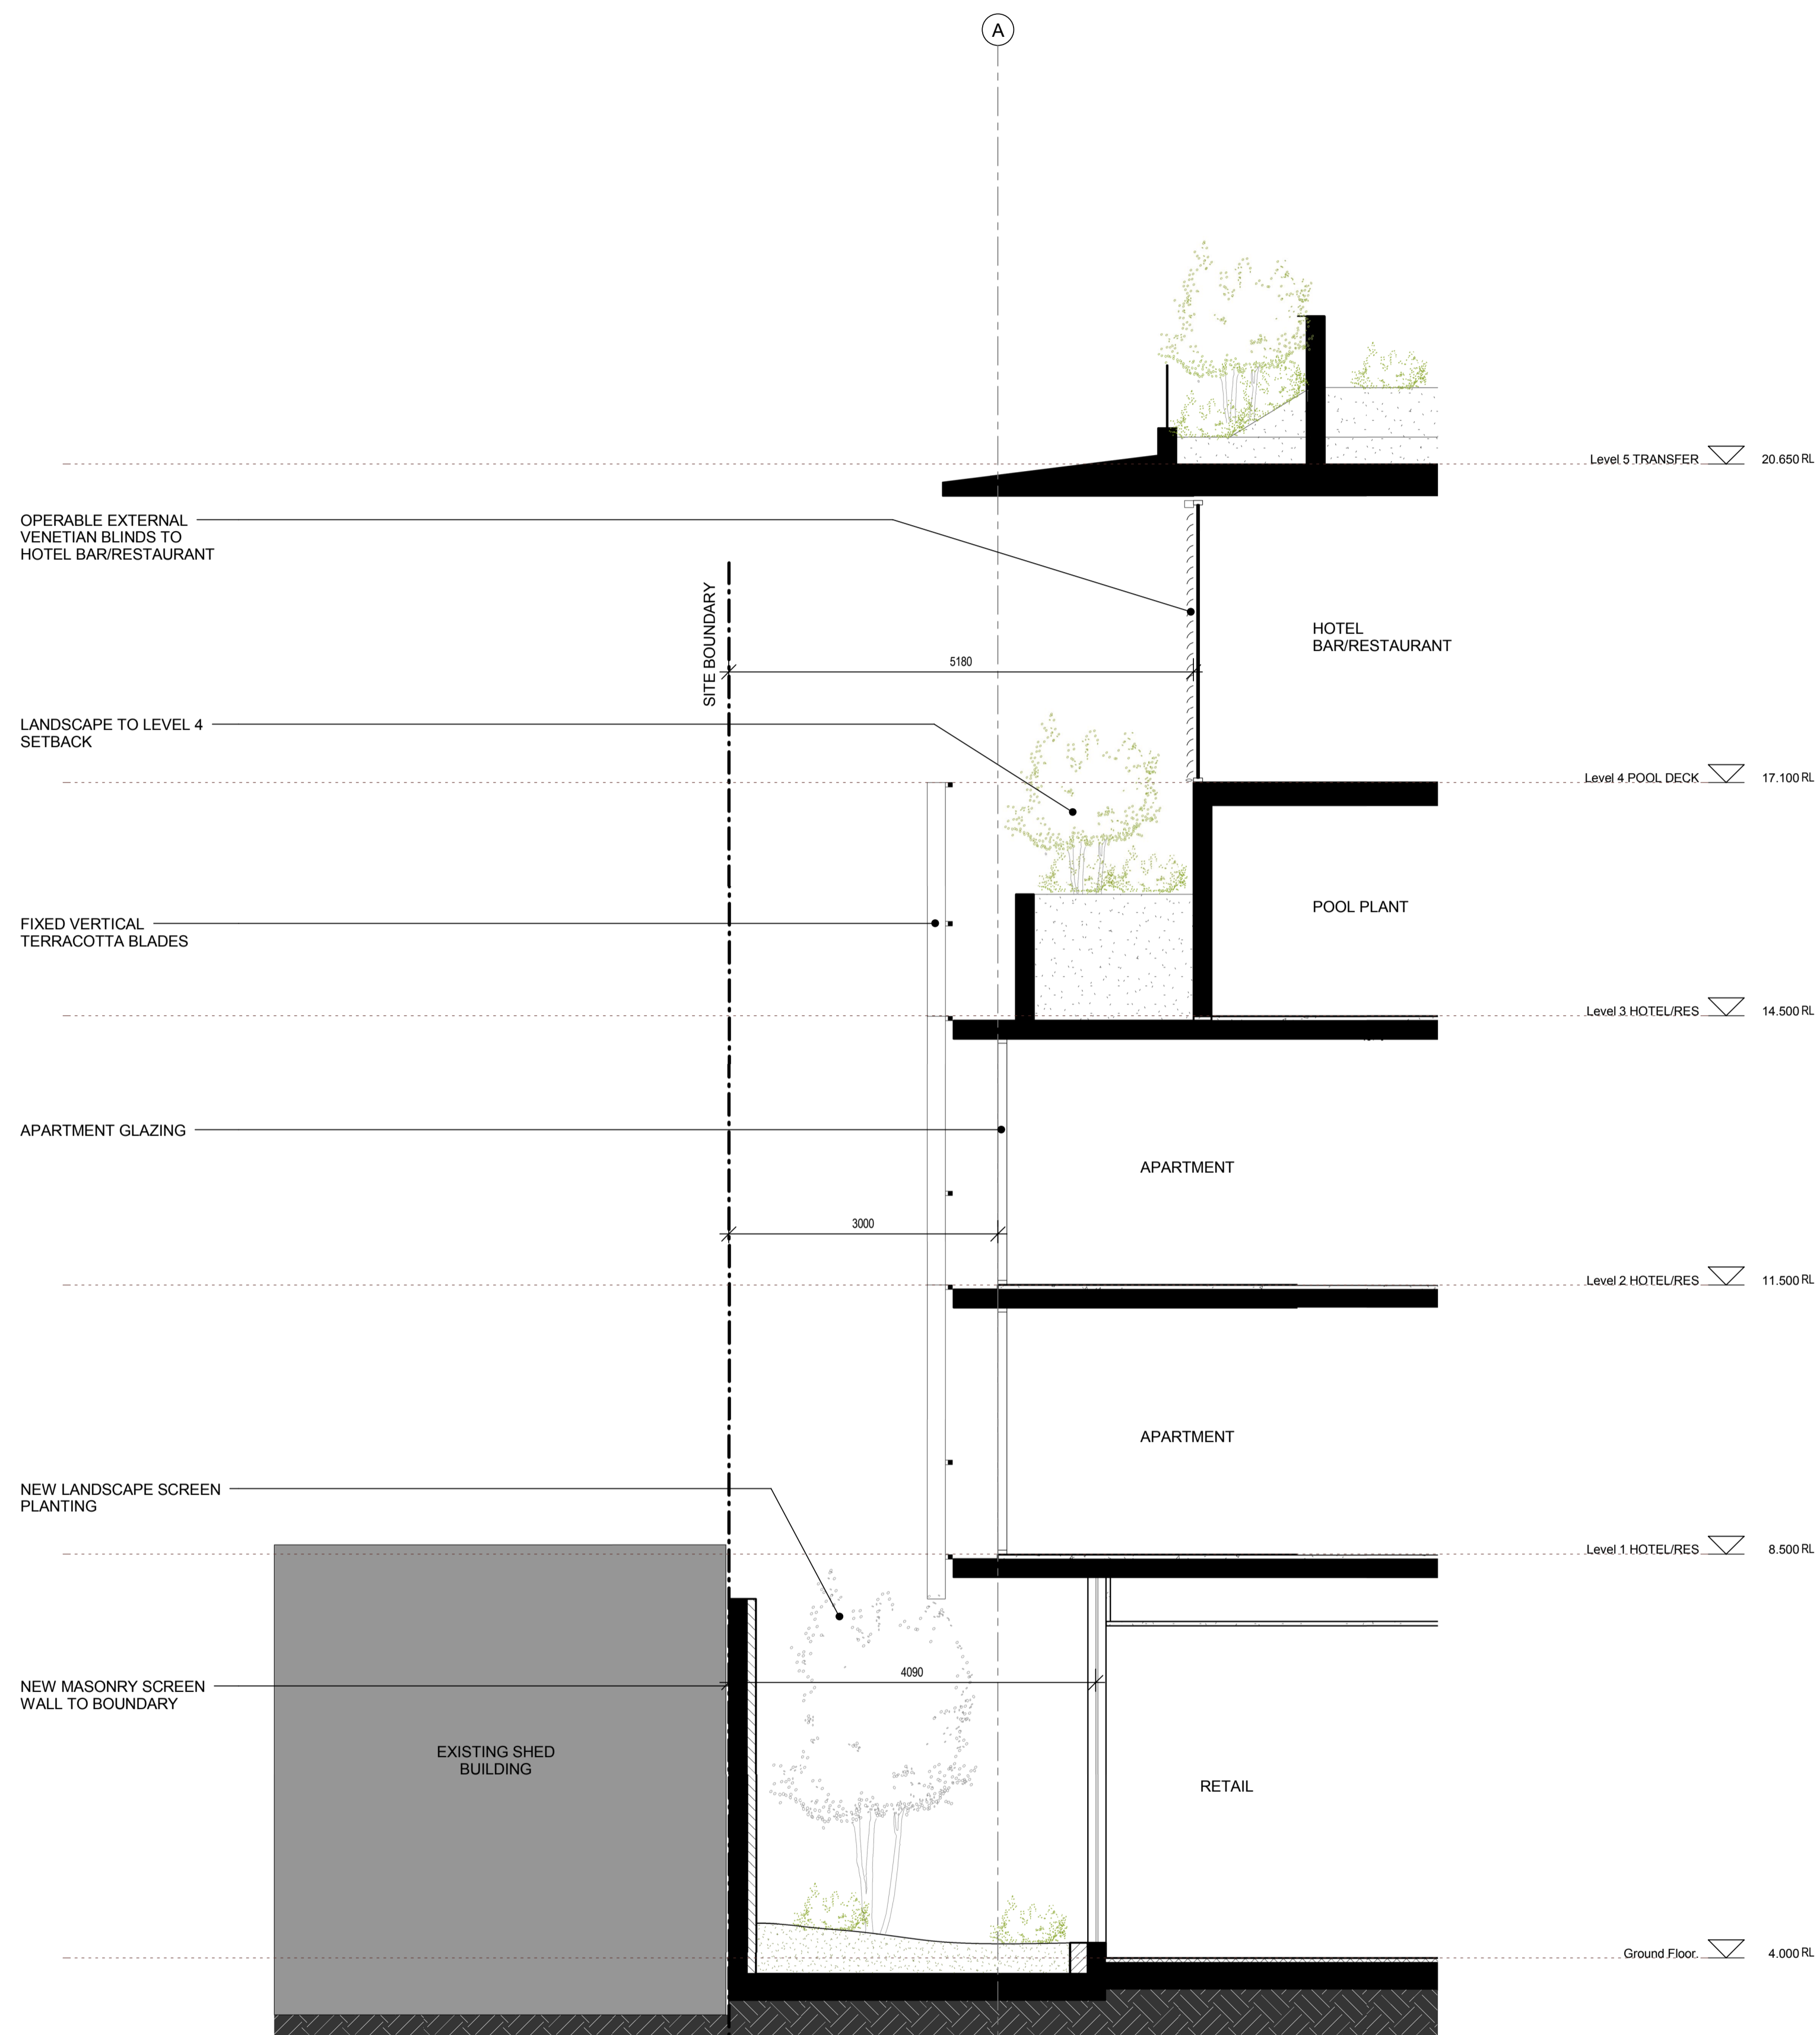 A
Level 5 TRANSFER 20.650 RL
OPERABLE EXTERNAL
VENETIAN BLINDS TO
HOTEL BAR/RESTAURANT
SITE BOUNDARY
HOTEL
BAR/RESTAURANT
5180
LANDSCAPE TO LEVEL 4
SETBACK
Level 4 POOL DECK 17.100 RL
POOL PLANT
FIXED VERTICAL
TERRACOTTA BLADES
Level 3 HOTEL/RES 14.500 RL
APARTMENT GLAZING
APARTMENT
3000
Level 2 HOTEL/RES 11.500 RL
APARTMENT
NEW LANDSCAPE SCREEN
PLANTING
Level 1 HOTEL/RES 8.500 RL
4090
NEW MASONRY SCREEN
WALL TO BOUNDARY
EXISTING SHED
BUILDING
RETAIL
Ground Floor. 4.000 RL